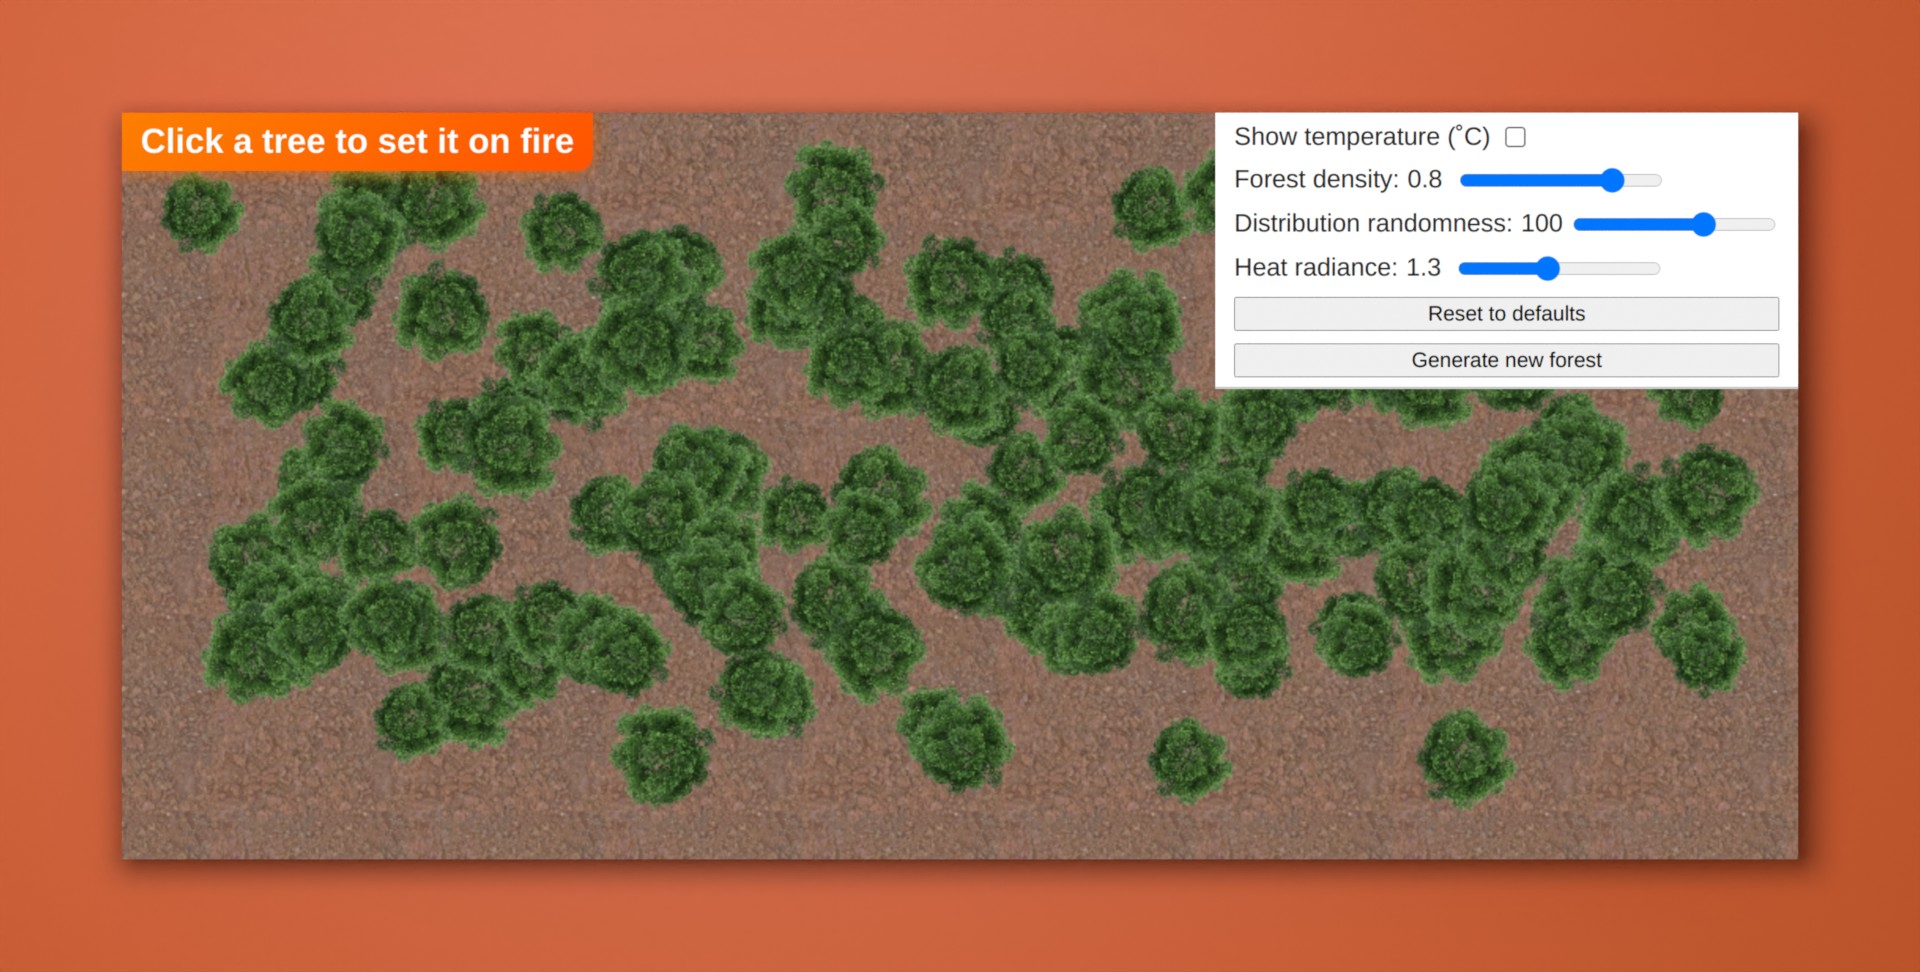 Click a tree to set it on fire
Show temperature (˚C)
Forest density: 0.8
Distribution randomness: 100
Heat radiance: 1.3
Reset to defaults
Generate new forest